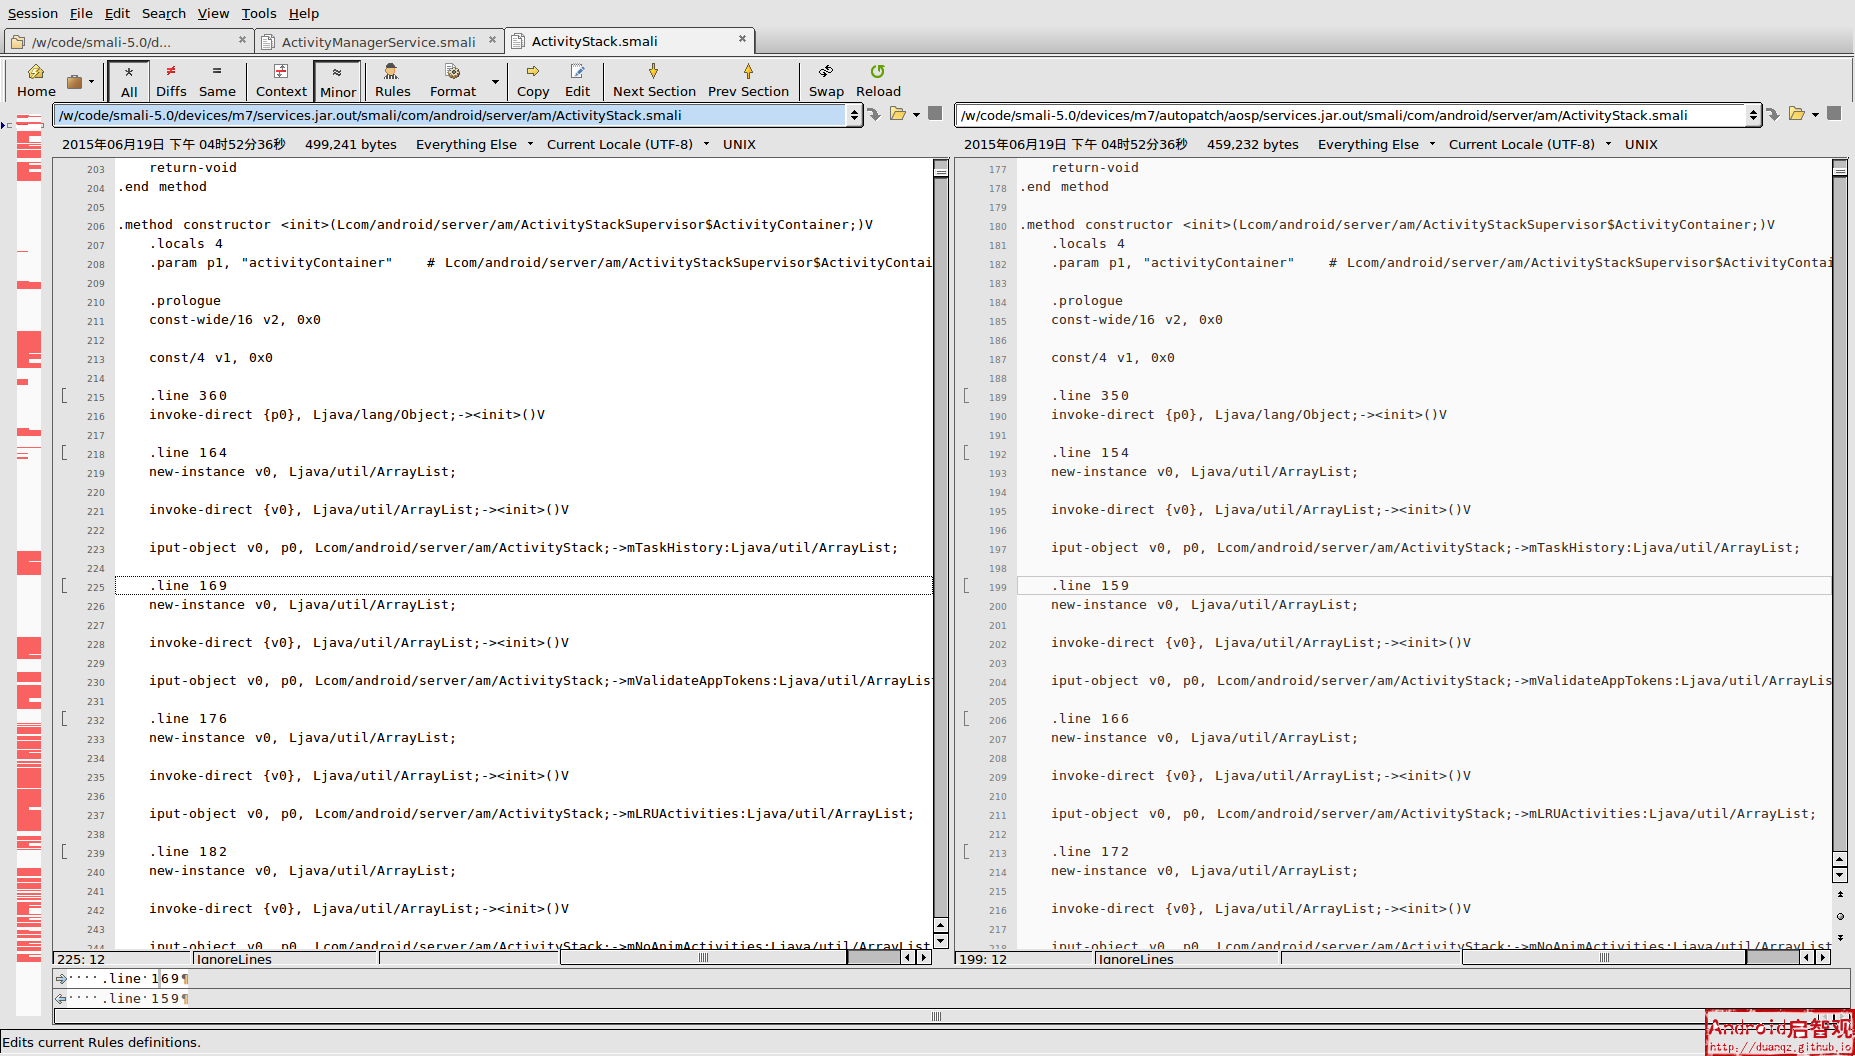 Session File Edit Search View Tools Help
/w/code/smali-5.0/d... ActivityManagerService.smali ActivityStack.smali
Home All Diffs Same Context Minor Rules Format Copy Edit Next Section Prev Section Swap Reload
/w/code/smali-5.0/devices/m7/services.jar.out/smali/com/android/server/am/ActivityStack.smali
2015年06月19日 下午 04时52分36秒 499,241 bytes Everything Else Current Locale (UTF-8) UNIX
203 return-void
204 .end method
205
206 .method constructor <init>(Lcom/android/server/am/ActivityStackSupervisor$ActivityContainer;)V
207 .locals 4
208 .param p1, "activityContainer" # Lcom/android/server/am/ActivityStackSupervisor$ActivityContai
209
210 .prologue
211 const-wide/16 v2, 0x0
212
213 const/4 v1, 0x0
214
215 .line 360
216 invoke-direct {p0}, Ljava/lang/Object;-><init>()V
217
218 .line 164
219 new-instance v0, Ljava/util/ArrayList;
220
221 invoke-direct {v0}, Ljava/util/ArrayList;-><init>()V
222
223 iput-object v0, p0, Lcom/android/server/am/ActivityStack;->mTaskHistory:Ljava/util/ArrayList;
224
225 .line 169
226 new-instance v0, Ljava/util/ArrayList;
227
228 invoke-direct {v0}, Ljava/util/ArrayList;-><init>()V
229
230 iput-object v0, p0, Lcom/android/server/am/ActivityStack;->mValidateAppTokens:Ljava/util/ArrayLis
231
232 .line 176
233 new-instance v0, Ljava/util/ArrayList;
234
235 invoke-direct {v0}, Ljava/util/ArrayList;-><init>()V
236
237 iput-object v0, p0, Lcom/android/server/am/ActivityStack;->mLRUActivities:Ljava/util/ArrayList;
238
239 .line 182
240 new-instance v0, Ljava/util/ArrayList;
241
242 invoke-direct {v0}, Ljava/util/ArrayList;-><init>()V
243
244 iput-object v0, p0, Lcom/android/server/am/ActivityStack;->mNoAnimActivities:Ljava/util/ArrayList
225: 12 IgnoreLines
/w/code/smali-5.0/devices/m7/autopatch/aosp/services.jar.out/smali/com/android/server/am/ActivityStack.smali
2015年06月19日 下午 04时52分36秒 459,232 bytes Everything Else Current Locale (UTF-8) UNIX
177 return-void
178 .end method
179
180 .method constructor <init>(Lcom/android/server/am/ActivityStackSupervisor$ActivityContainer;)V
181 .locals 4
182 .param p1, "activityContainer" # Lcom/android/server/am/ActivityStackSupervisor$ActivityContai
183
184 .prologue
185 const-wide/16 v2, 0x0
186
187 const/4 v1, 0x0
188
189 .line 350
190 invoke-direct {p0}, Ljava/lang/Object;-><init>()V
191
192 .line 154
193 new-instance v0, Ljava/util/ArrayList;
194
195 invoke-direct {v0}, Ljava/util/ArrayList;-><init>()V
196
197 iput-object v0, p0, Lcom/android/server/am/ActivityStack;->mTaskHistory:Ljava/util/ArrayList;
198
199 .line 159
200 new-instance v0, Ljava/util/ArrayList;
201
202 invoke-direct {v0}, Ljava/util/ArrayList;-><init>()V
203
204 iput-object v0, p0, Lcom/android/server/am/ActivityStack;->mValidateAppTokens:Ljava/util/ArrayLis
205
206 .line 166
207 new-instance v0, Ljava/util/ArrayList;
208
209 invoke-direct {v0}, Ljava/util/ArrayList;-><init>()V
210
211 iput-object v0, p0, Lcom/android/server/am/ActivityStack;->mLRUActivities:Ljava/util/ArrayList;
212
213 .line 172
214 new-instance v0, Ljava/util/ArrayList;
215
216 invoke-direct {v0}, Ljava/util/ArrayList;-><init>()V
217
218 iput-object v0, p0, Lcom/android/server/am/ActivityStack;->mNoAnimActivities:Ljava/util/ArrayList
199: 12 IgnoreLines
····.line·169¶
····.line·159¶
Edits current Rules definitions.
Android启智观
http://duanqz.github.io